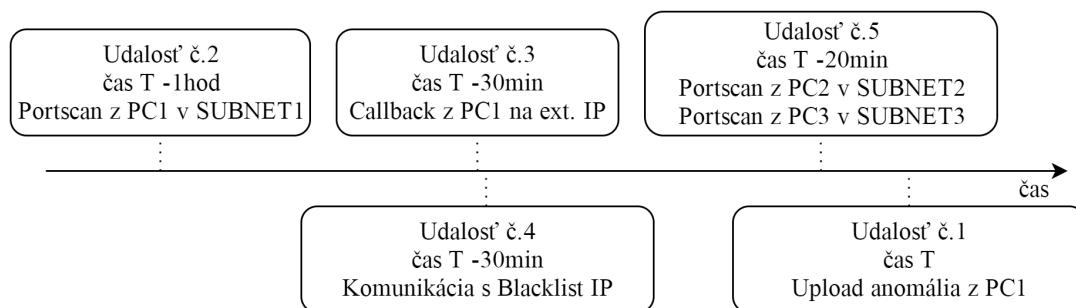 Udalosť č.2
čas T -1hod
Portscan z PC1 v SUBNET1
Udalosť č.3
čas T -30min
Callback z PC1 na ext. IP
Udalosť č.5
čas T -20min
Portscan z PC2 v SUBNET2
Portscan z PC3 v SUBNET3
čas
Udalosť č.4
čas T -30min
Komunikácia s Blacklist IP
Udalosť č.1
čas T
Upload anomália z PC1